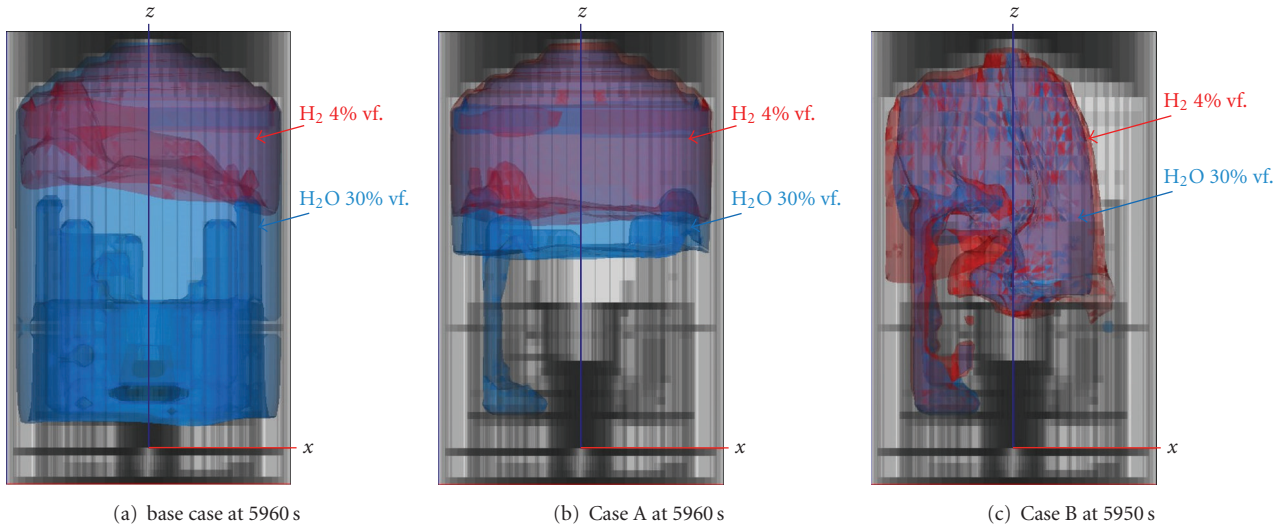 z
H₂ 4% vf.
H₂O 30% vf.
x
(a) base case at 5960 s
z
H₂ 4% vf.
H₂O 30% vf.
x
(b) Case A at 5960 s
z
H₂ 4% vf.
H₂O 30% vf.
x
(c) Case B at 5950 s